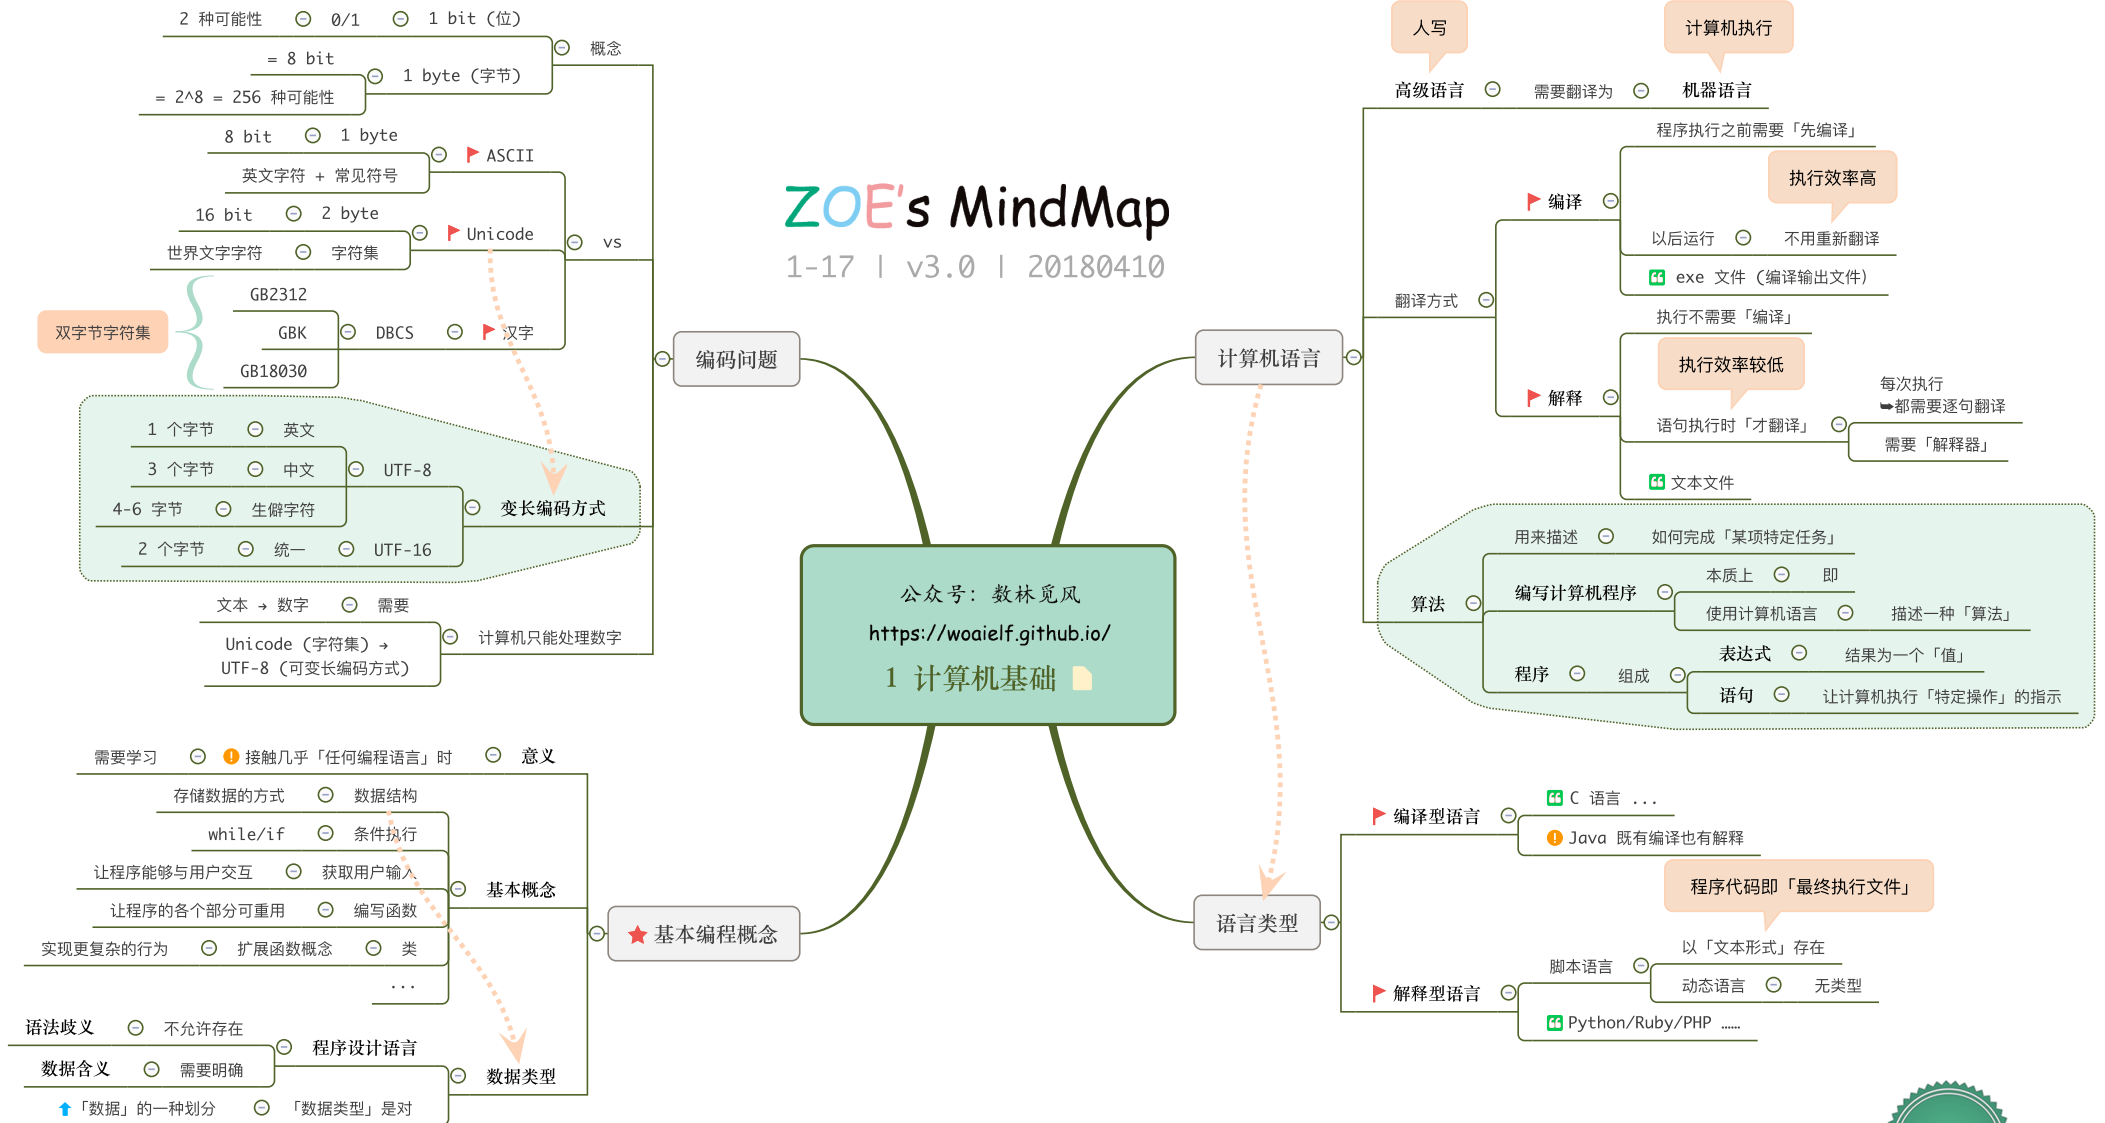 ZOE's MindMap
1-17 | v3.0 | 20180410
公众号：数林觅风
https://woaielf.github.io/
1 计算机基础
编码问题
概念
1 bit (位)
0/1
2 种可能性
1 byte (字节)
= 8 bit
= 2^8 = 256 种可能性
vs
ASCII
1 byte
8 bit
英文字符 + 常见符号
Unicode
2 byte
16 bit
字符集
世界文字字符
汉字
DBCS
GB2312
GBK
GB18030
双字节字符集
变长编码方式
UTF-8
英文
1 个字节
中文
3 个字节
生僻字符
4-6 字节
UTF-16
统一
2 个字节
计算机只能处理数字
需要
文本 → 数字
Unicode (字符集) →
UTF-8 (可变长编码方式)
计算机语言
人写
计算机执行
高级语言
需要翻译为
机器语言
翻译方式
编译
程序执行之前需要「先编译」
执行效率高
以后运行
不用重新翻译
exe 文件 (编译输出文件)
解释
执行不需要「编译」
执行效率较低
语句执行时「才翻译」
每次执行
➥都需要逐句翻译
需要「解释器」
文本文件
算法
用来描述
如何完成「某项特定任务」
编写计算机程序
本质上
即
使用计算机语言
描述一种「算法」
程序
组成
表达式
结果为一个「值」
语句
让计算机执行「特定操作」的指示
基本编程概念
意义
接触几乎「任何编程语言」时
需要学习
基本概念
数据结构
存储数据的方式
条件执行
while/if
获取用户输入
让程序能够与用户交互
编写函数
让程序的各个部分可重用
类
扩展函数概念
实现更复杂的行为
...
数据类型
程序设计语言
不允许存在
语法歧义
需要明确
数据含义
「数据类型」是对
「数据」的一种划分
语言类型
编译型语言
C 语言 ...
Java 既有编译也有解释
解释型语言
程序代码即「最终执行文件」
脚本语言
以「文本形式」存在
动态语言
无类型
Python/Ruby/PHP ……